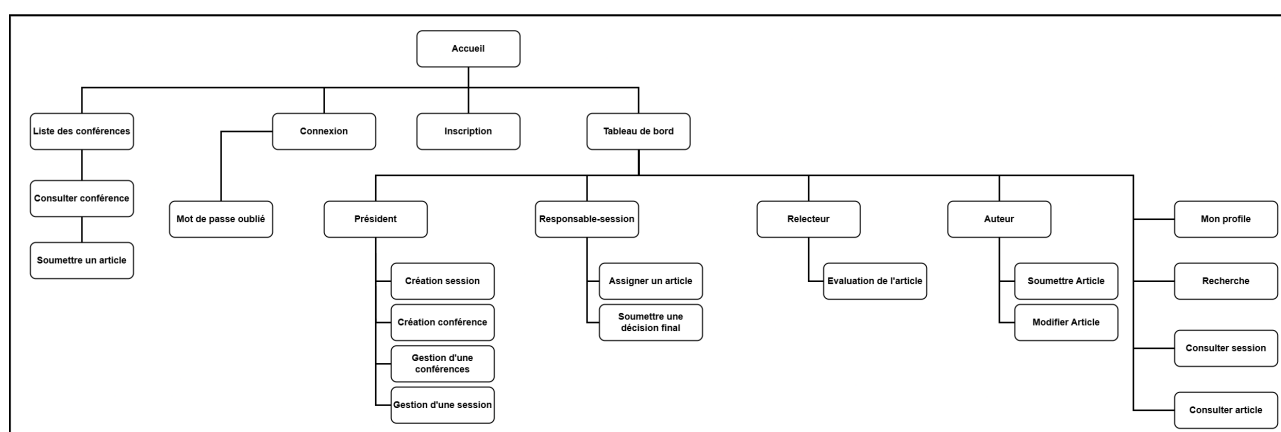 Accueil
Liste des conférences
Connexion
Inscription
Tableau de bord
Consulter conférence
Mot de passe oublié
Président
Responsable-session
Relecteur
Auteur
Mon profile
Soumettre un article
Création session
Assigner un article
Evaluation de l'article
Soumettre Article
Recherche
Création conférence
Soumettre une
décision final
Modifier Article
Gestion d'une
conférences
Consulter session
Gestion d'une session
Consulter article